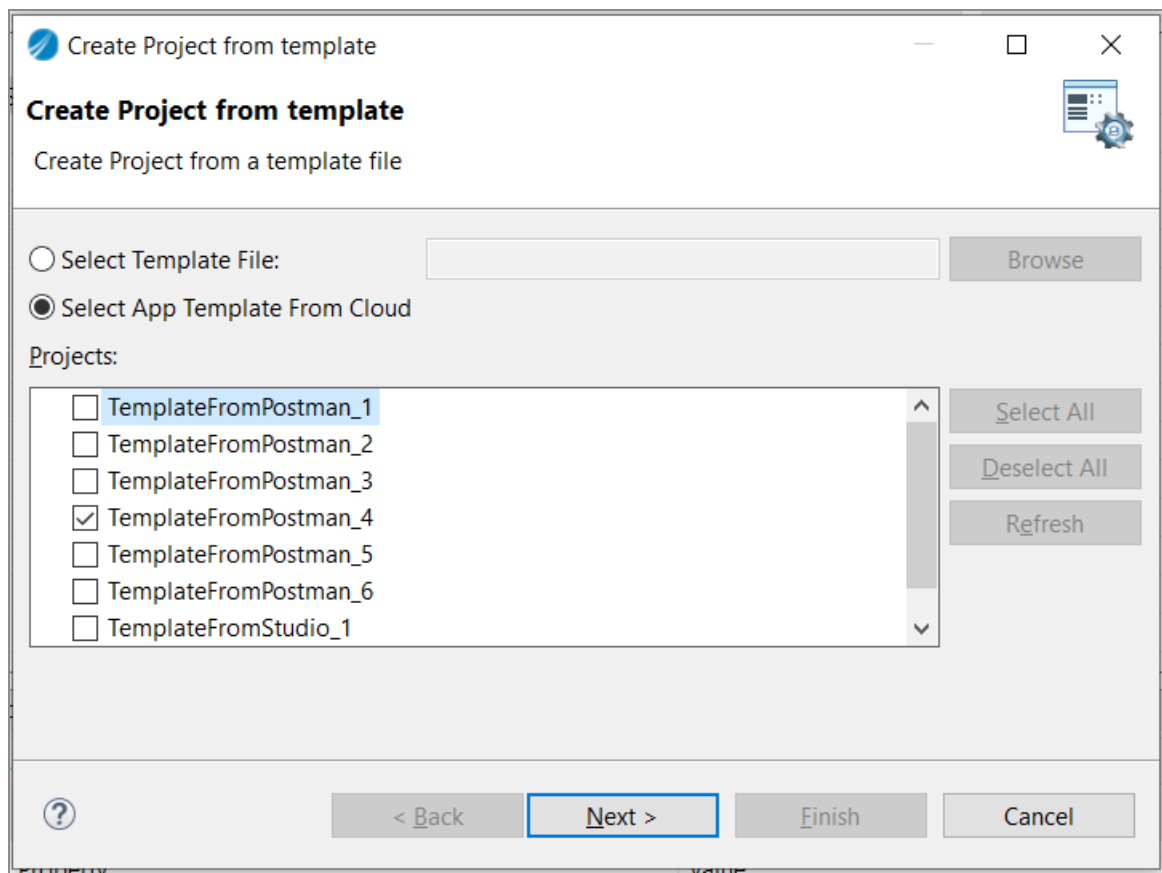 Create Project from template
Create Project from template
Create Project from a template file
Select Template File:
Browse
Select App Template From Cloud
Projects:
TemplateFromPostman_1
TemplateFromPostman_2
TemplateFromPostman_3
TemplateFromPostman_4
TemplateFromPostman_5
TemplateFromPostman_6
TemplateFromStudio_1
Select All
Deselect All
Refresh
?
< Back
Next >
Finish
Cancel